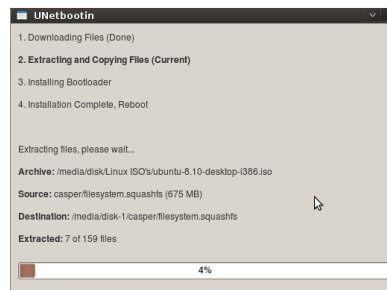 UNetbootin
1. Downloading Files (Done)
2. Extracting and Copying Files (Current)
3. Installing Bootloader
4. Installation Complete, Reboot
Extracting files, please wait...
Archive: /media/disk/Linux ISO's/ubuntu-8.10-desktop-i386.iso
Source: casper/filesystem.squashfs (675 MB)
Destination: /media/disk-1/casper/filesystem.squashfs
Extracted: 7 of 159 files
4%